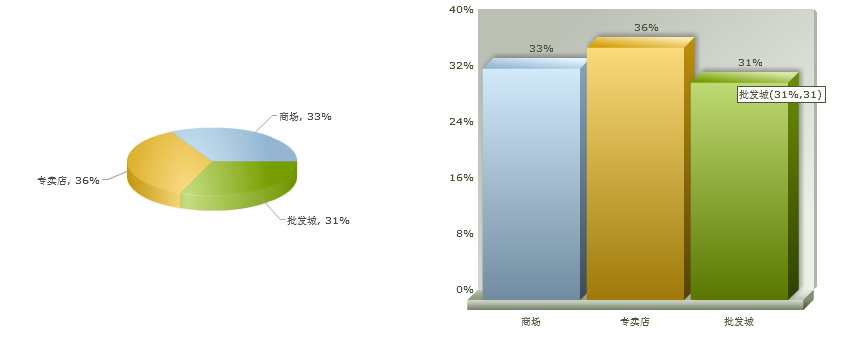 商场, 33%
专卖店, 36%
批发城, 31%
40%
32%
24%
16%
8%
0%
33%
36%
31%
批发城(31%,31)
商场
专卖店
批发城